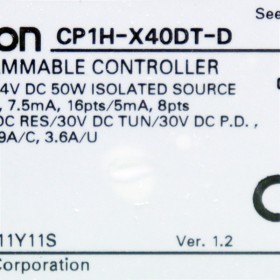 on CP1H-X40DT-D
See
AMMABLE CONTROLLER
4V DC 50W ISOLATED SOURCE
, 7.5mA, 16pts/5mA, 8pts
DC RES/30V DC TUN/30V DC P.D.,
9A/C, 3.6A/U
11Y11S Ver. 1.2
Corporation